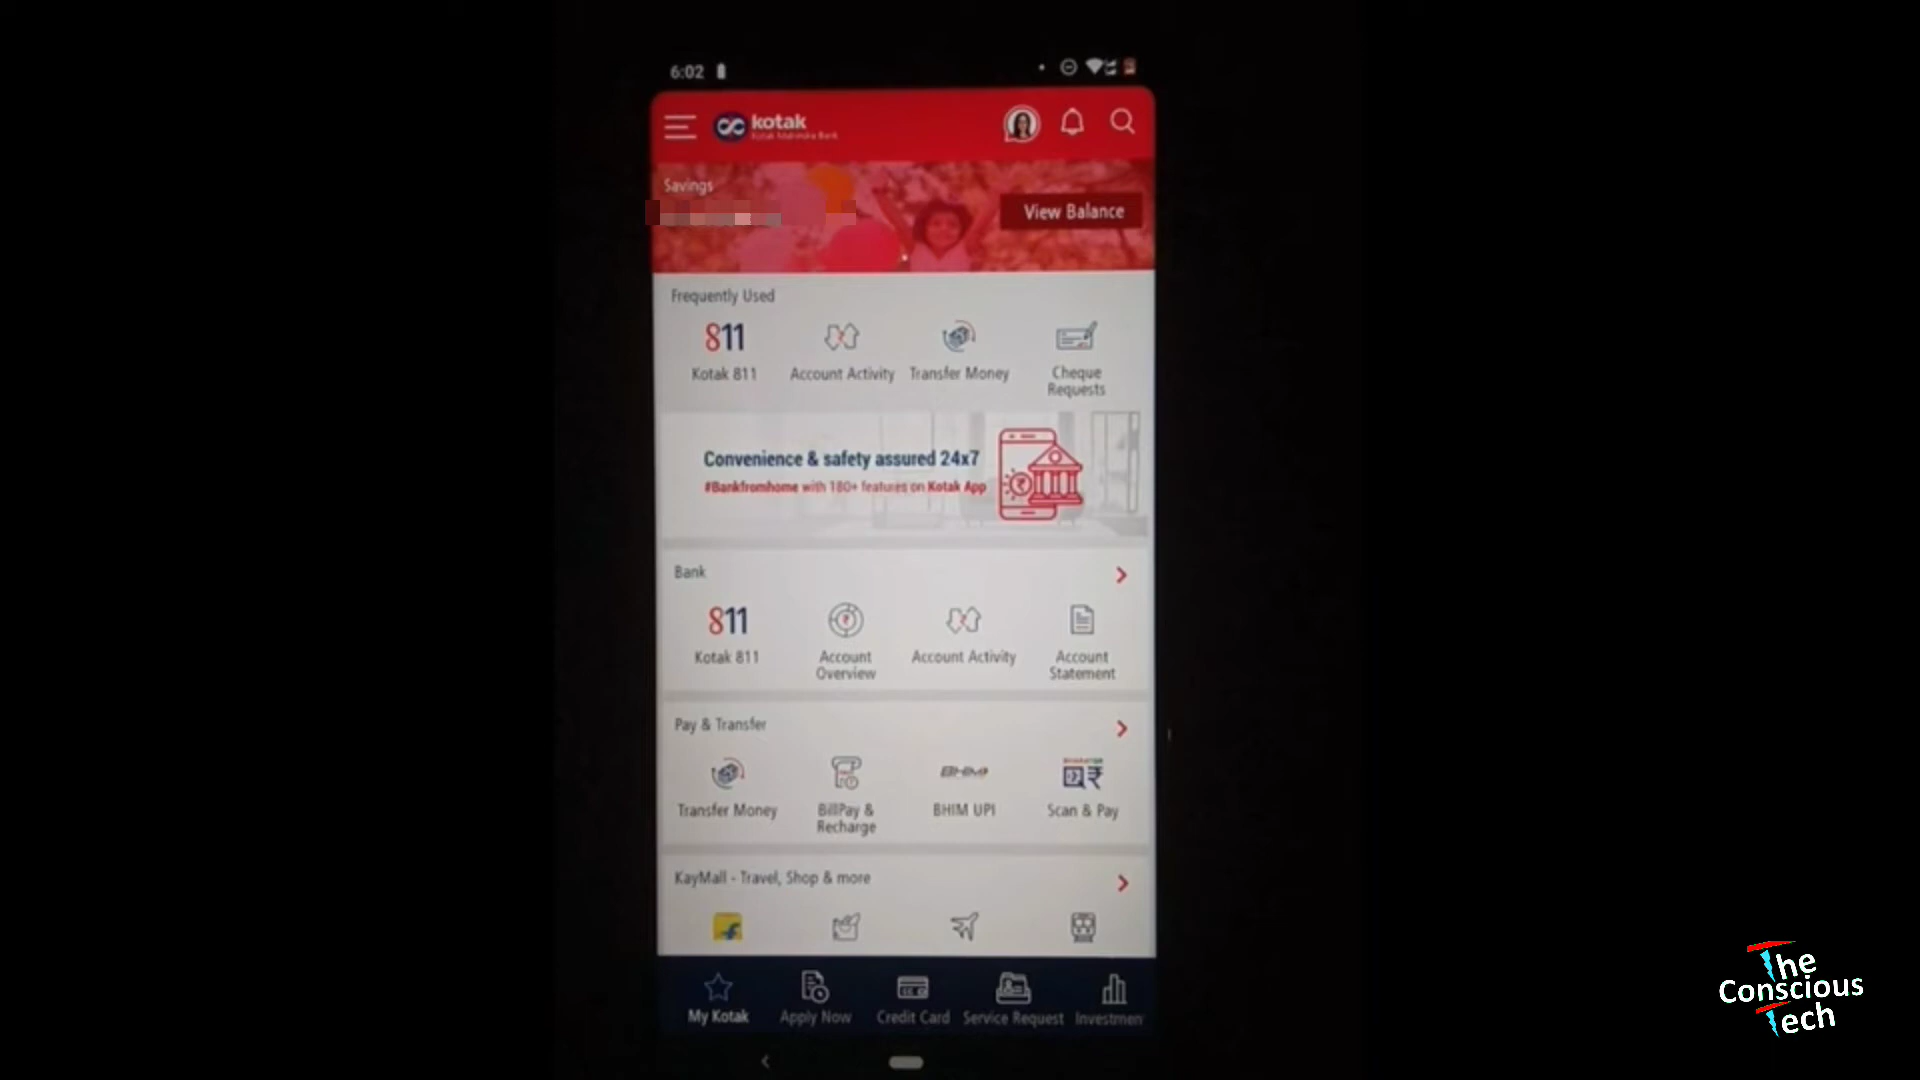 6:02
kotak
Kotak Mahindra Bank
Savings
View Balance
Frequently Used
811
Kotak 811
Account Activity
Transfer Money
Cheque
Requests
Convenience & safety assured 24x7
#Bankfromhome with 180+ features on Kotak App
Bank
811
Kotak 811
Account
Overview
Account Activity
Account
Statement
Pay & Transfer
Transfer Money
BillPay &
Recharge
BHIM
BHIM UPI
Scan & Pay
KayMall - Travel, Shop & more
My Kotak
Apply Now
Credit Card
Service Request
Investmen
The
Conscious
Tech